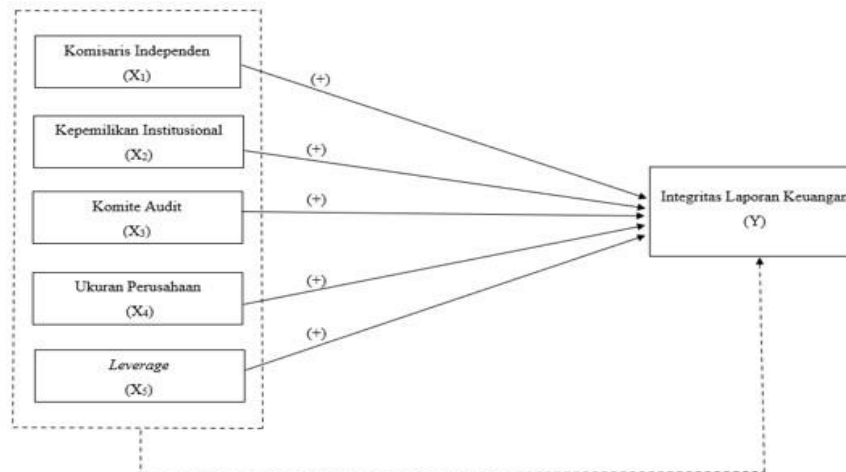 Komisaris Independen
(X₁)
(+)
Kepemilikan Institusional
(X₂)
(+)
Komite Audit
(X₃)
(+)
Ukuran Perusahaan
(X₄)
(+)
Leverage
(X₅)
(+)
Integritas Laporan Keuangan
(Y)